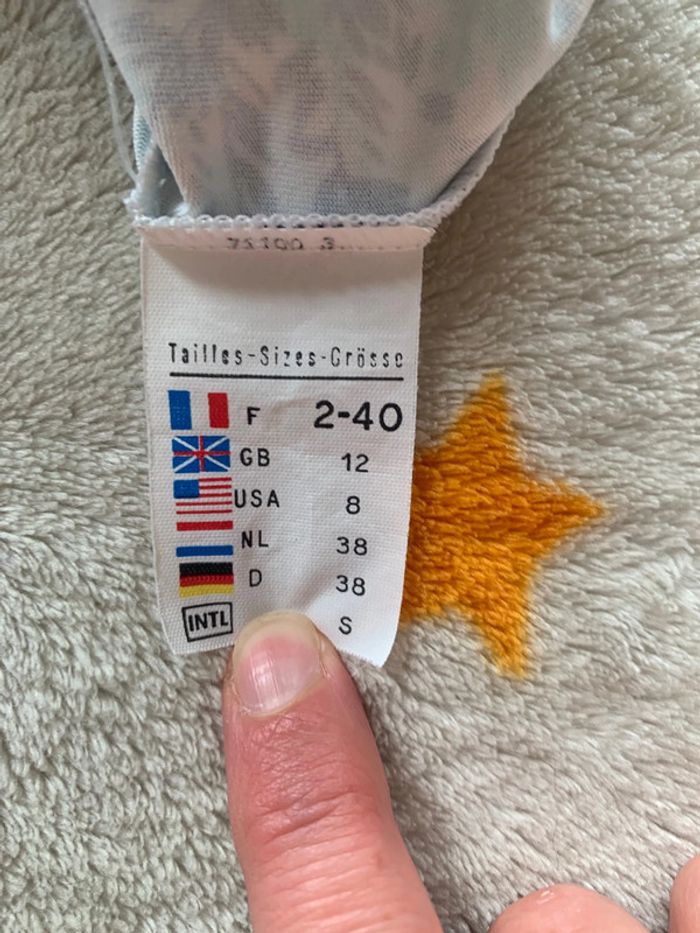 Tailles-Sizes-Grösse
F 2-40
GB 12
USA 8
NL 38
D 38
INTL S